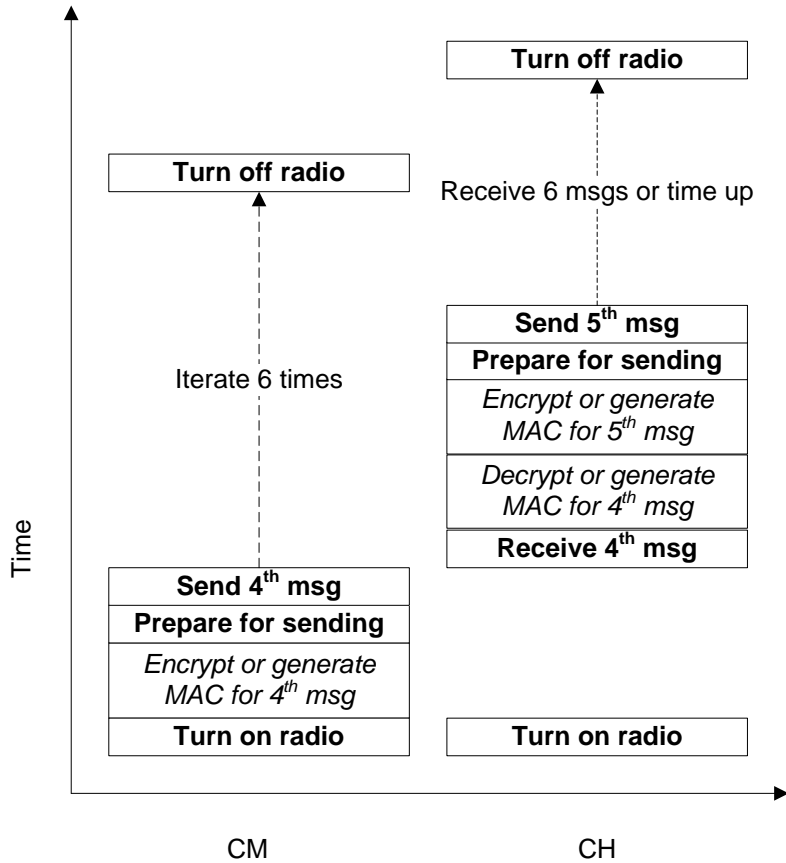 Turn off radio
Turn off radio
Receive 6 msgs or time up
Send 5th msg
Prepare for sending
Iterate 6 times
Encrypt or generate
MAC for 5th msg
Decrypt or generate
MAC for 4th msg
Receive 4th msg
Time
Send 4th msg
Prepare for sending
Encrypt or generate
MAC for 4th msg
Turn on radio
Turn on radio
CM
CH